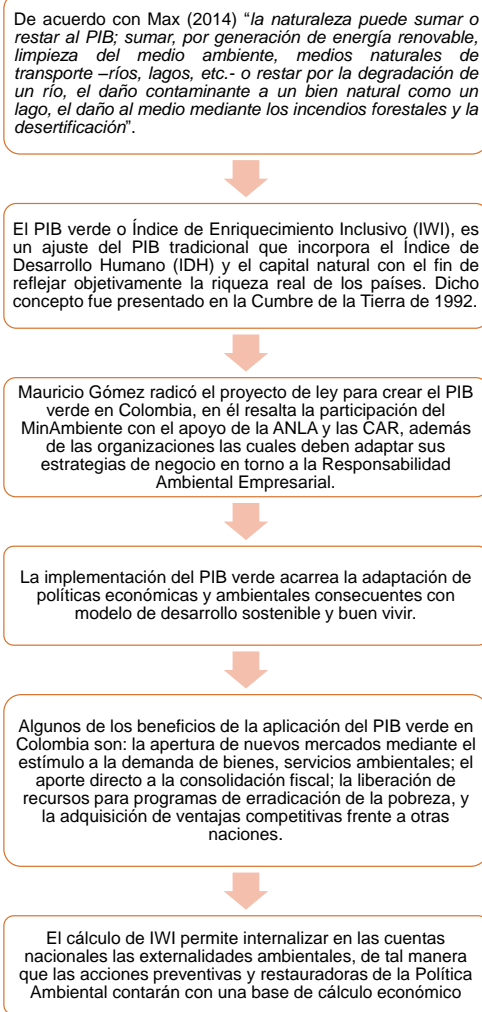 De acuerdo con Max (2014) “la naturaleza puede sumar o
restar al PIB; sumar, por generación de energía renovable,
limpieza del medio ambiente, medios naturales de
transporte –ríos, lagos, etc.- o restar por la degradación de
un río, el daño contaminante a un bien natural como un
lago, el daño al medio mediante los incendios forestales y la
desertificación”.
El PIB verde o Índice de Enriquecimiento Inclusivo (IWI), es
un ajuste del PIB tradicional que incorpora el Índice de
Desarrollo Humano (IDH) y el capital natural con el fin de
reflejar objetivamente la riqueza real de los países. Dicho
concepto fue presentado en la Cumbre de la Tierra de 1992.
Mauricio Gómez radicó el proyecto de ley para crear el PIB
verde en Colombia, en él resalta la participación del
MinAmbiente con el apoyo de la ANLA y las CAR, además
de las organizaciones las cuales deben adaptar sus
estrategias de negocio en torno a la Responsabilidad
Ambiental Empresarial.
La implementación del PIB verde acarrea la adaptación de
políticas económicas y ambientales consecuentes con
modelo de desarrollo sostenible y buen vivir.
Algunos de los beneficios de la aplicación del PIB verde en
Colombia son: la apertura de nuevos mercados mediante el
estímulo a la demanda de bienes, servicios ambientales; el
aporte directo a la consolidación fiscal; la liberación de
recursos para programas de erradicación de la pobreza, y
la adquisición de ventajas competitivas frente a otras
naciones.
El cálculo de IWI permite internalizar en las cuentas
nacionales las externalidades ambientales, de tal manera
que las acciones preventivas y restauradoras de la Política
Ambiental contarán con una base de cálculo económico